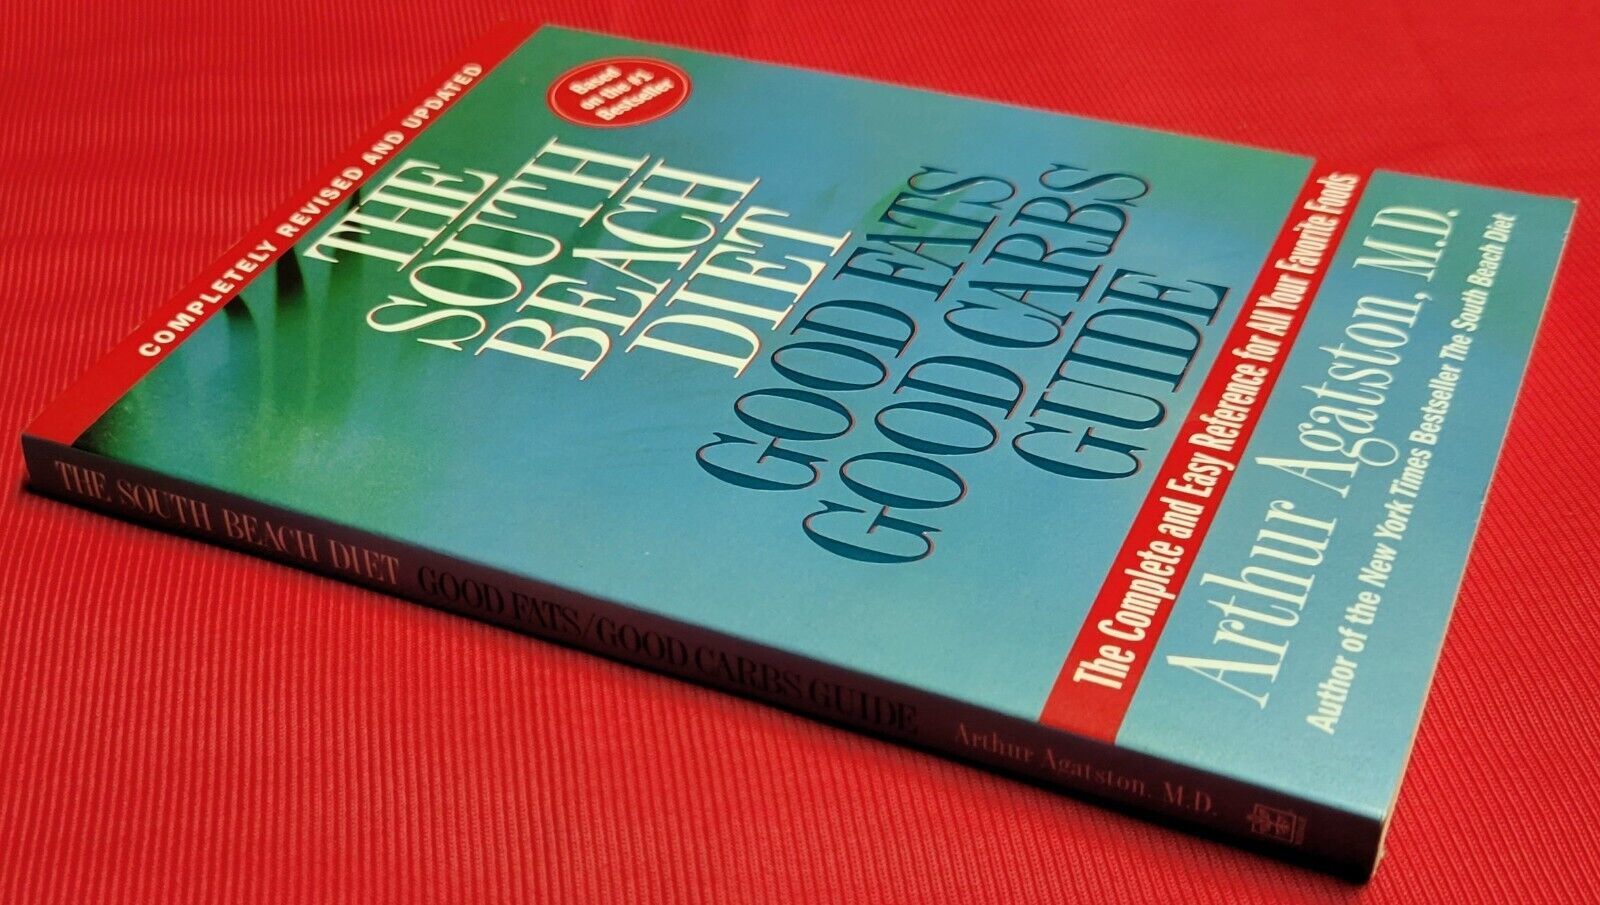 COMPLETELY REVISED AND UPDATED
Based
on the #1
Bestseller
THE
SOUTH
BEACH
DIET
GOOD FATS
GOOD CARBS
GUIDE
The Complete and Easy Reference for All Your Favorite Foods
Arthur Agatston, M.D.
Author of the New York Times Bestseller The South Beach Diet
THE SOUTH BEACH DIET GOOD FATS/GOOD CARBS GUIDE Arthur Agatston, M.D.